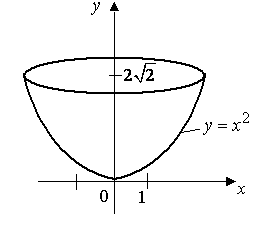 y
2√2
y = x²
0 1 x